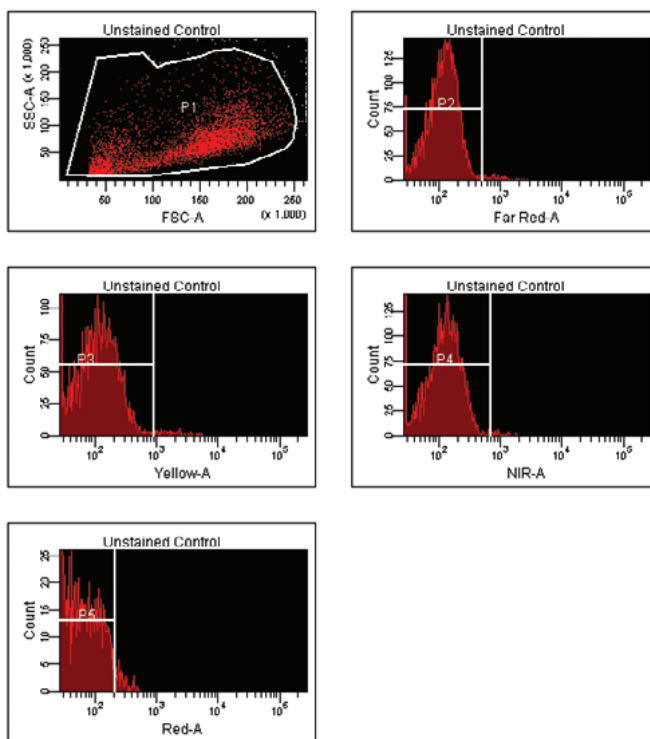 Unstained Control
SSC-A (x 1,000)
50 100 150 200 250
P1
50 100 150 200 250
(x 1,000)
FSC-A
Unstained Control
Count
0 25 50 75 100 125
P2
10² 10³ 10⁴ 10⁵
Far Red-A
Unstained Control
Count
0 25 50 75 100
P3
10² 10³ 10⁴ 10⁵
Yellow-A
Unstained Control
Count
0 25 50 75 100 125
P4
10² 10³ 10⁴ 10⁵
NIR-A
Unstained Control
Count
0 5 10 15 20 25
P5
10² 10³ 10⁴ 10⁵
Red-A